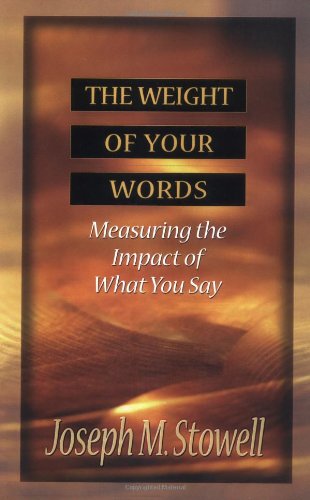 THE WEIGHT
OF YOUR
WORDS
Measuring the
Impact of
What You Say
Joseph M. Stowell